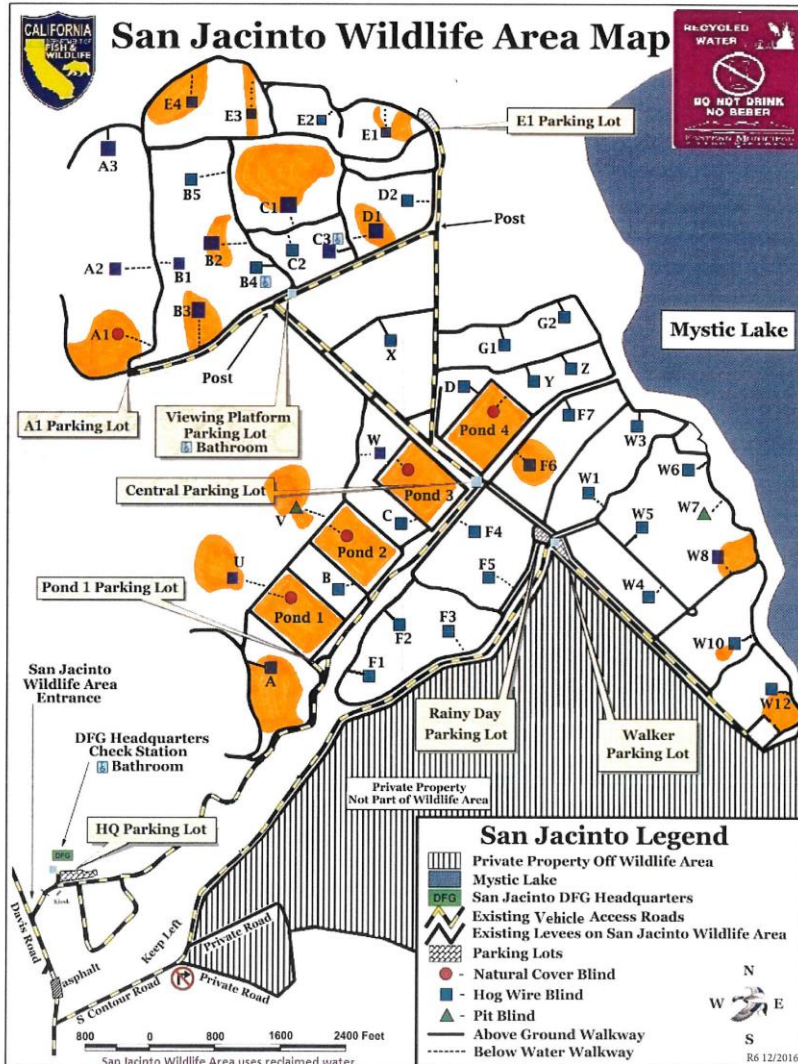 CALIFORNIA
DEPARTMENT OF
FISH &
WILDLIFE
San Jacinto Wildlife Area Map
RECYCLED
WATER
DO NOT DRINK
NO BEBER
E1 Parking Lot
E4
E3
E2
E1
A3
B5
C1
D2
D1
Post
C3
C2
B2
B4
A2
B1
B3
A1
Mystic Lake
X
G1
G2
Post
A1 Parking Lot
Viewing Platform
Parking Lot
Bathroom
D
Y
Z
Pond 4
F7
W3
W
Central Parking Lot
Pond 3
F6
W6
W1
W7
V
C
F4
W5
U
Pond 2
W8
Pond 1 Parking Lot
B
F5
W4
Pond 1
F2
F3
W10
A
F1
W12
San Jacinto
Wildlife Area
Entrance
Rainy Day
Parking Lot
Walker
Parking Lot
DFG Headquarters
Check Station
Bathroom
Private Property
Not Part of Wildlife Area
HQ Parking Lot
DFG
Davis Road
asphalt
Keep Left
Private Road
S Contour Road
Private Road
800 0 800 1600 2400 Feet
San Jacinto Wildlife Area uses reclaimed water
San Jacinto Legend
Private Property Off Wildlife Area
Mystic Lake
DFG San Jacinto DFG Headquarters
Existing Vehicle Access Roads
Existing Levees on San Jacinto Wildlife Area
Parking Lots
- Natural Cover Blind
- Hog Wire Blind
- Pit Blind
Above Ground Walkway
Below Water Walkway
N
W E
S